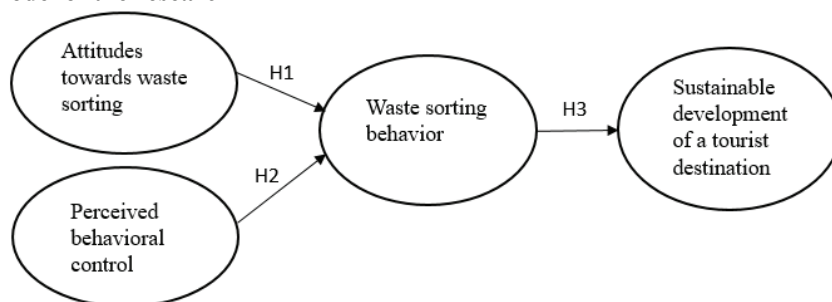 Attitudes
towards waste
sorting
H1
Perceived
behavioral
control
H2
Waste sorting
behavior
H3
Sustainable
development
of a tourist
destination